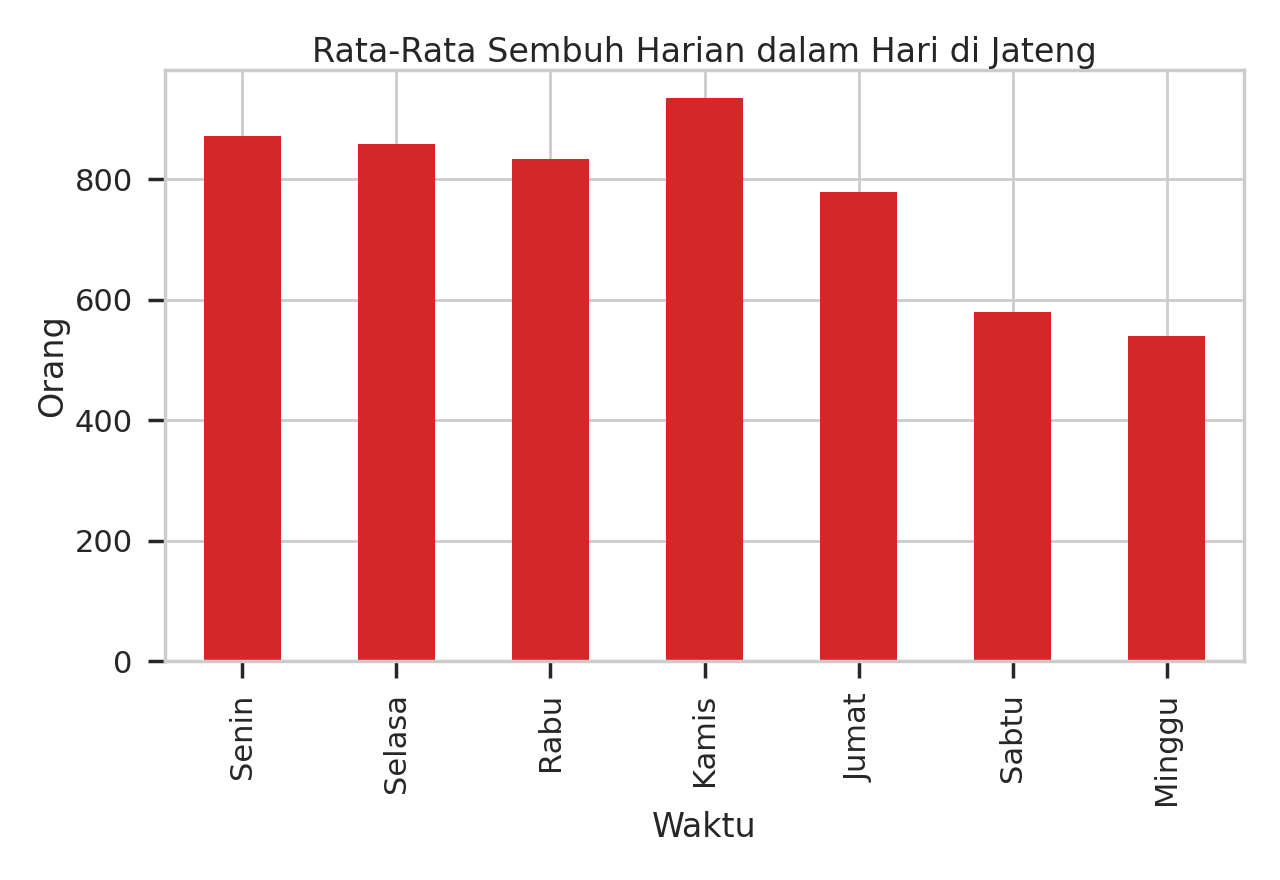 Rata-Rata Sembuh Harian dalam Hari di Jateng
Orang
800
600
400
200
0
Senin
Selasa
Rabu
Kamis
Jumat
Sabtu
Minggu
Waktu